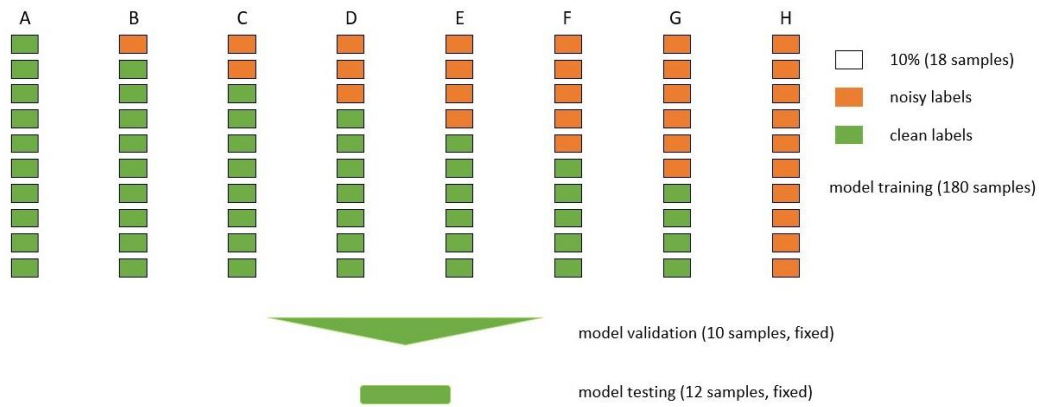 A B C D E F G H
10% (18 samples)
noisy labels
clean labels
model training (180 samples)
model validation (10 samples, fixed)
model testing (12 samples, fixed)